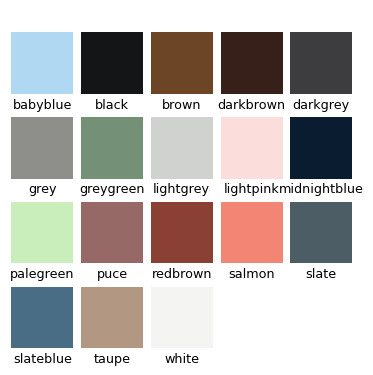 babyblue black brown darkbrown darkgrey
grey greygreen lightgrey lightpink midnightblue
palegreen puce redbrown salmon slate
slateblue taupe white